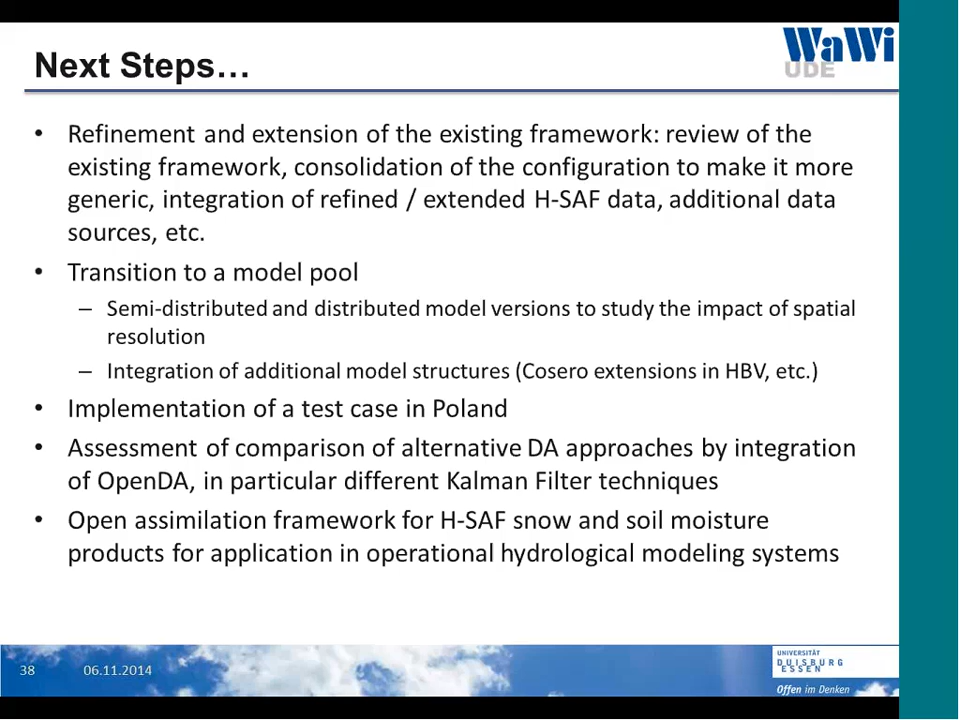 Next Steps…
WaWi
UDE
• Refinement and extension of the existing framework: review of the
existing framework, consolidation of the configuration to make it more
generic, integration of refined / extended H-SAF data, additional data
sources, etc.
• Transition to a model pool
– Semi-distributed and distributed model versions to study the impact of spatial
resolution
– Integration of additional model structures (Cosero extensions in HBV, etc.)
• Implementation of a test case in Poland
• Assessment of comparison of alternative DA approaches by integration
of OpenDA, in particular different Kalman Filter techniques
• Open assimilation framework for H-SAF snow and soil moisture
products for application in operational hydrological modeling systems
38 06.11.2014
UNIVERSITÄT
DUISBURG
ESSEN
Offen im Denken